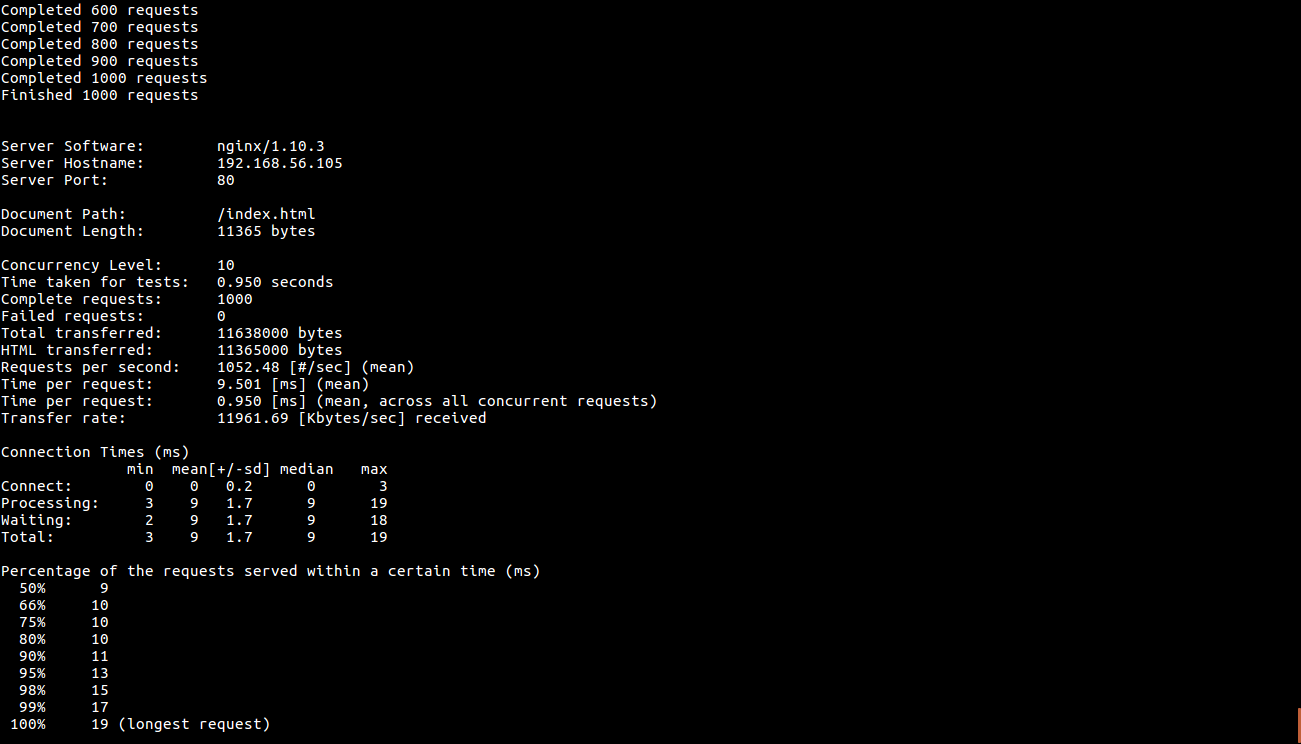 Completed 600 requests
Completed 700 requests
Completed 800 requests
Completed 900 requests
Completed 1000 requests
Finished 1000 requests
Server Software:        nginx/1.10.3
Server Hostname:        192.168.56.105
Server Port:            80
Document Path:          /index.html
Document Length:        11365 bytes
Concurrency Level:      10
Time taken for tests:   0.950 seconds
Complete requests:      1000
Failed requests:        0
Total transferred:      11638000 bytes
HTML transferred:       11365000 bytes
Requests per second:    1052.48 [#/sec] (mean)
Time per request:       9.501 [ms] (mean)
Time per request:       0.950 [ms] (mean, across all concurrent requests)
Transfer rate:          11961.69 [Kbytes/sec] received
Connection Times (ms)
              min  mean[+/-sd] median   max
Connect:        0    0   0.2      0       3
Processing:     3    9   1.7      9      19
Waiting:        2    9   1.7      9      18
Total:          3    9   1.7      9      19
Percentage of the requests served within a certain time (ms)
  50%      9
  66%     10
  75%     10
  80%     10
  90%     11
  95%     13
  98%     15
  99%     17
 100%     19 (longest request)